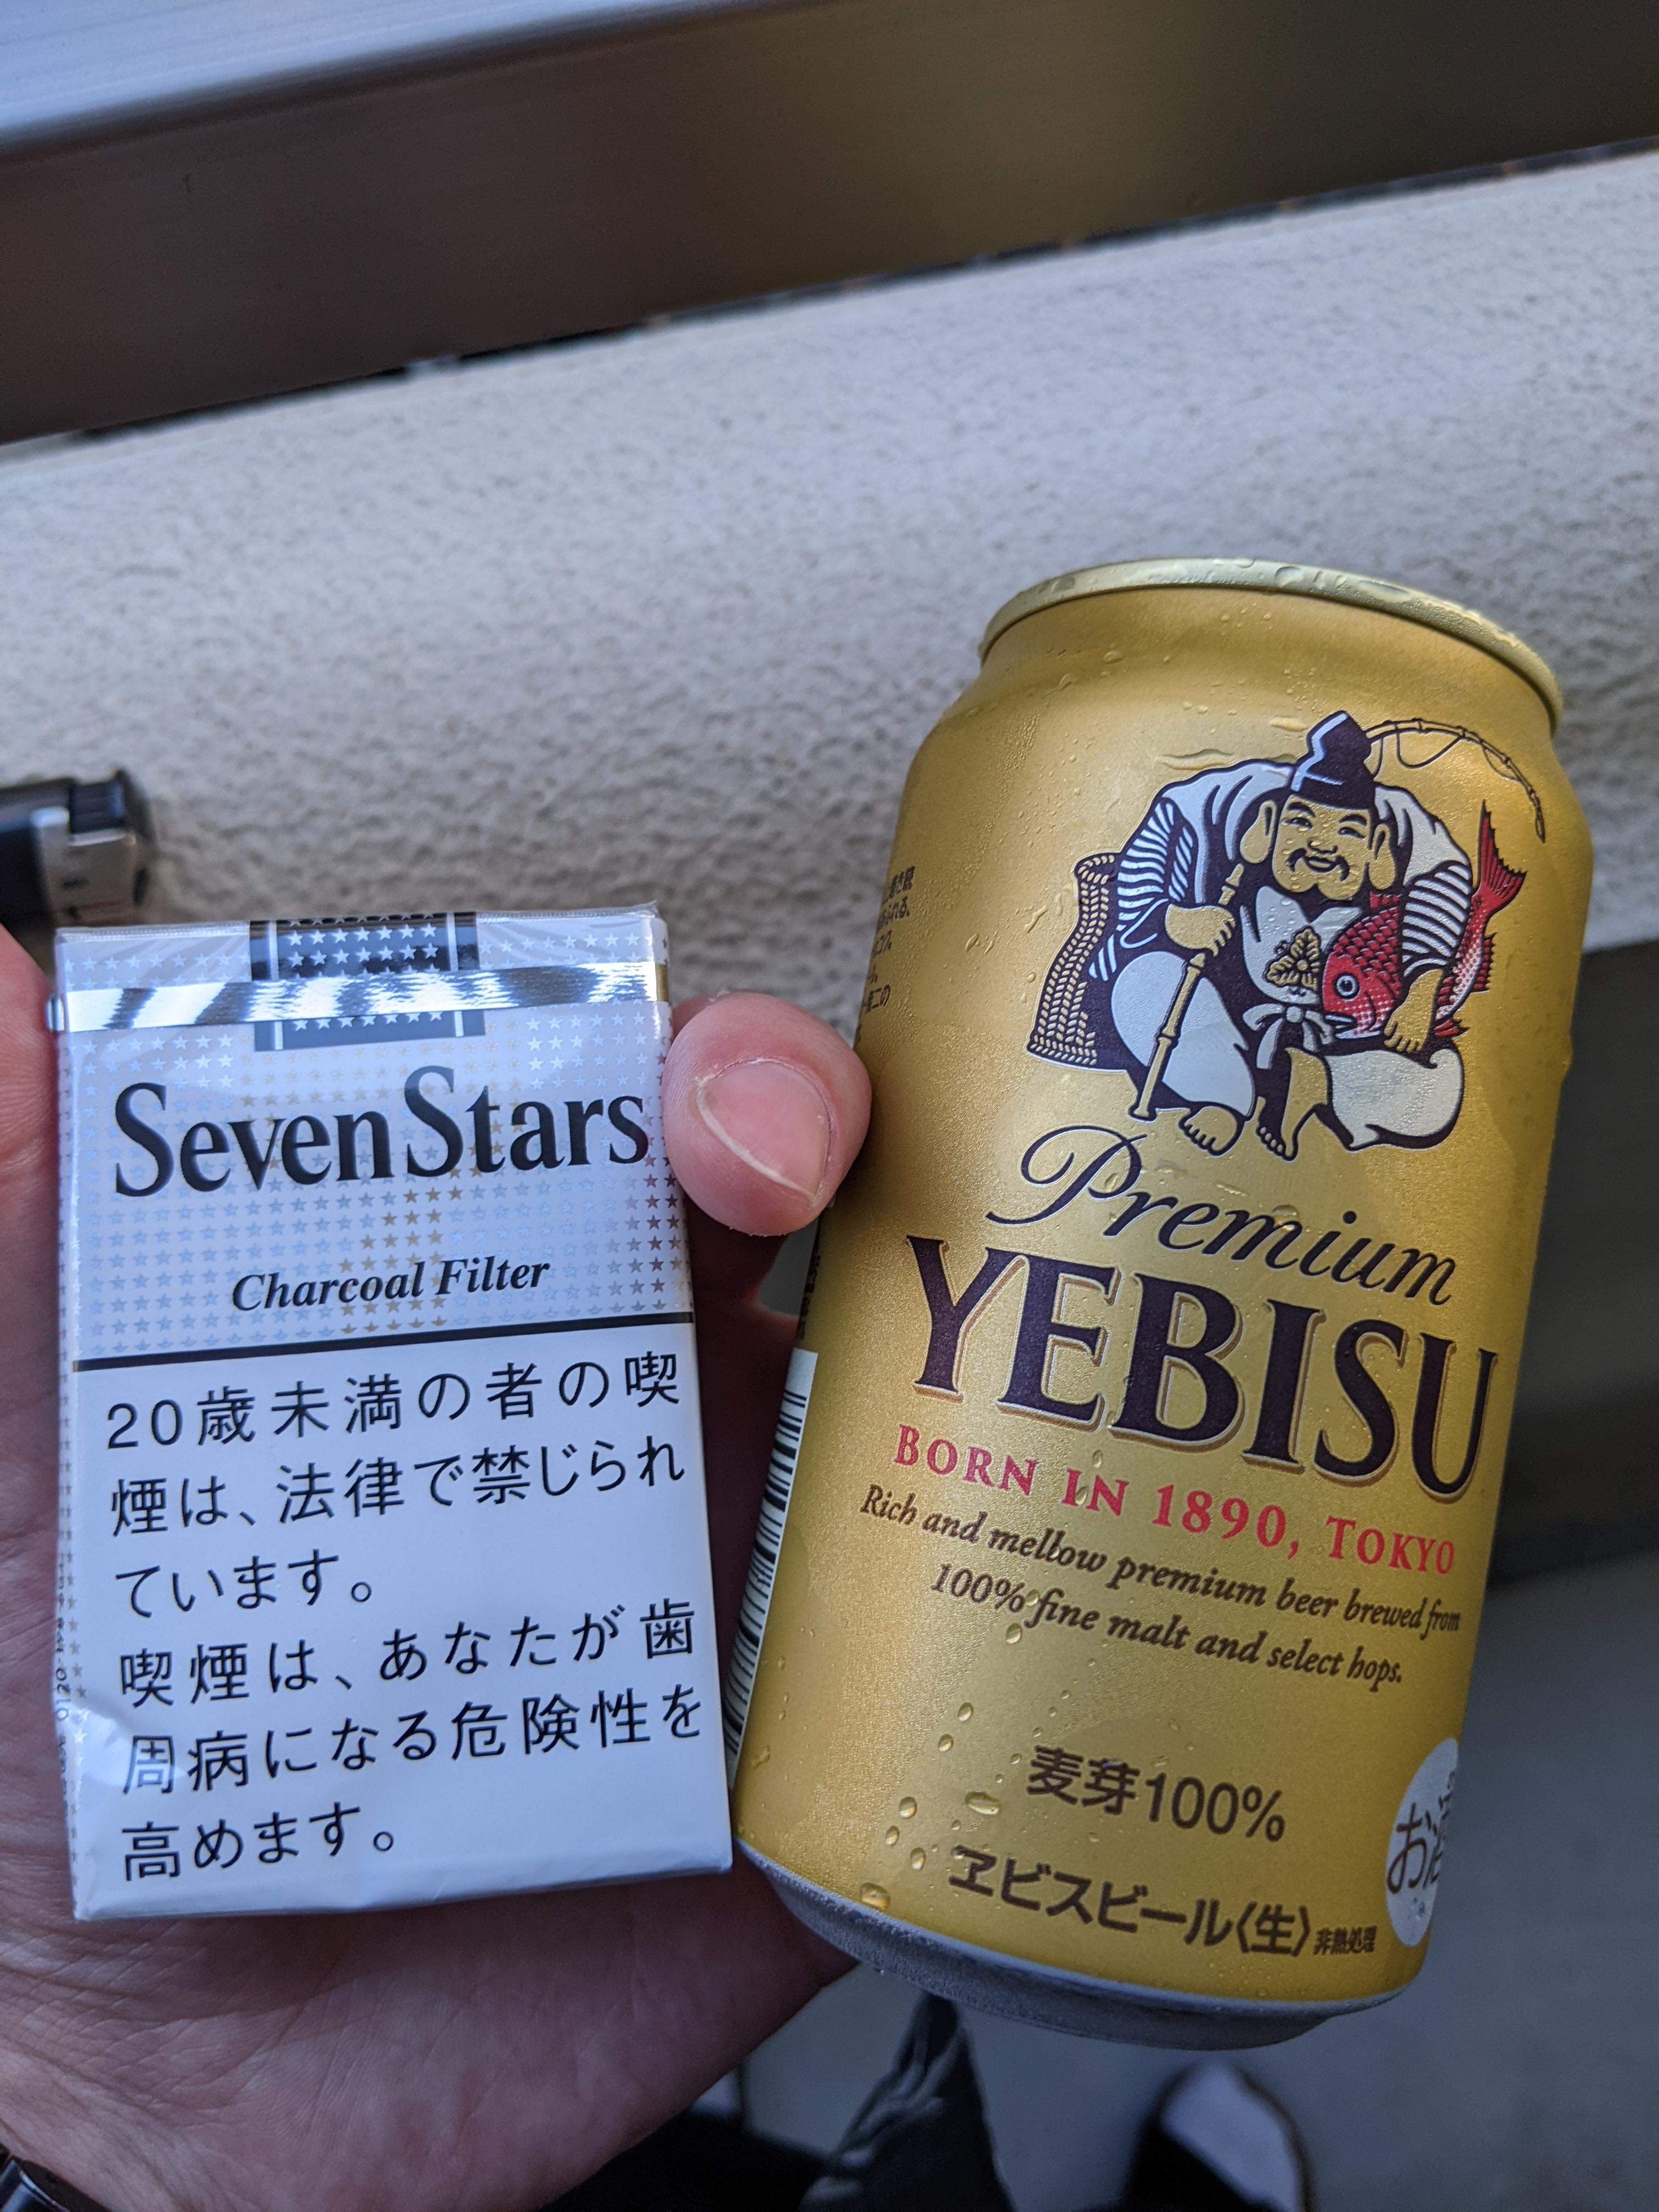 SevenStars
Charcoal Filter
20歳未満の者の喫
煙は、法律で禁じられ
ています。
喫煙は、あなたが歯
周病になる危険性を
高めます。
Premium
YEBISU
BORN IN 1890, TOKYO
Rich and mellow premium beer brewed from
100% fine malt and select hops.
麦芽100%
ヱビスビール〈生〉非熱処理